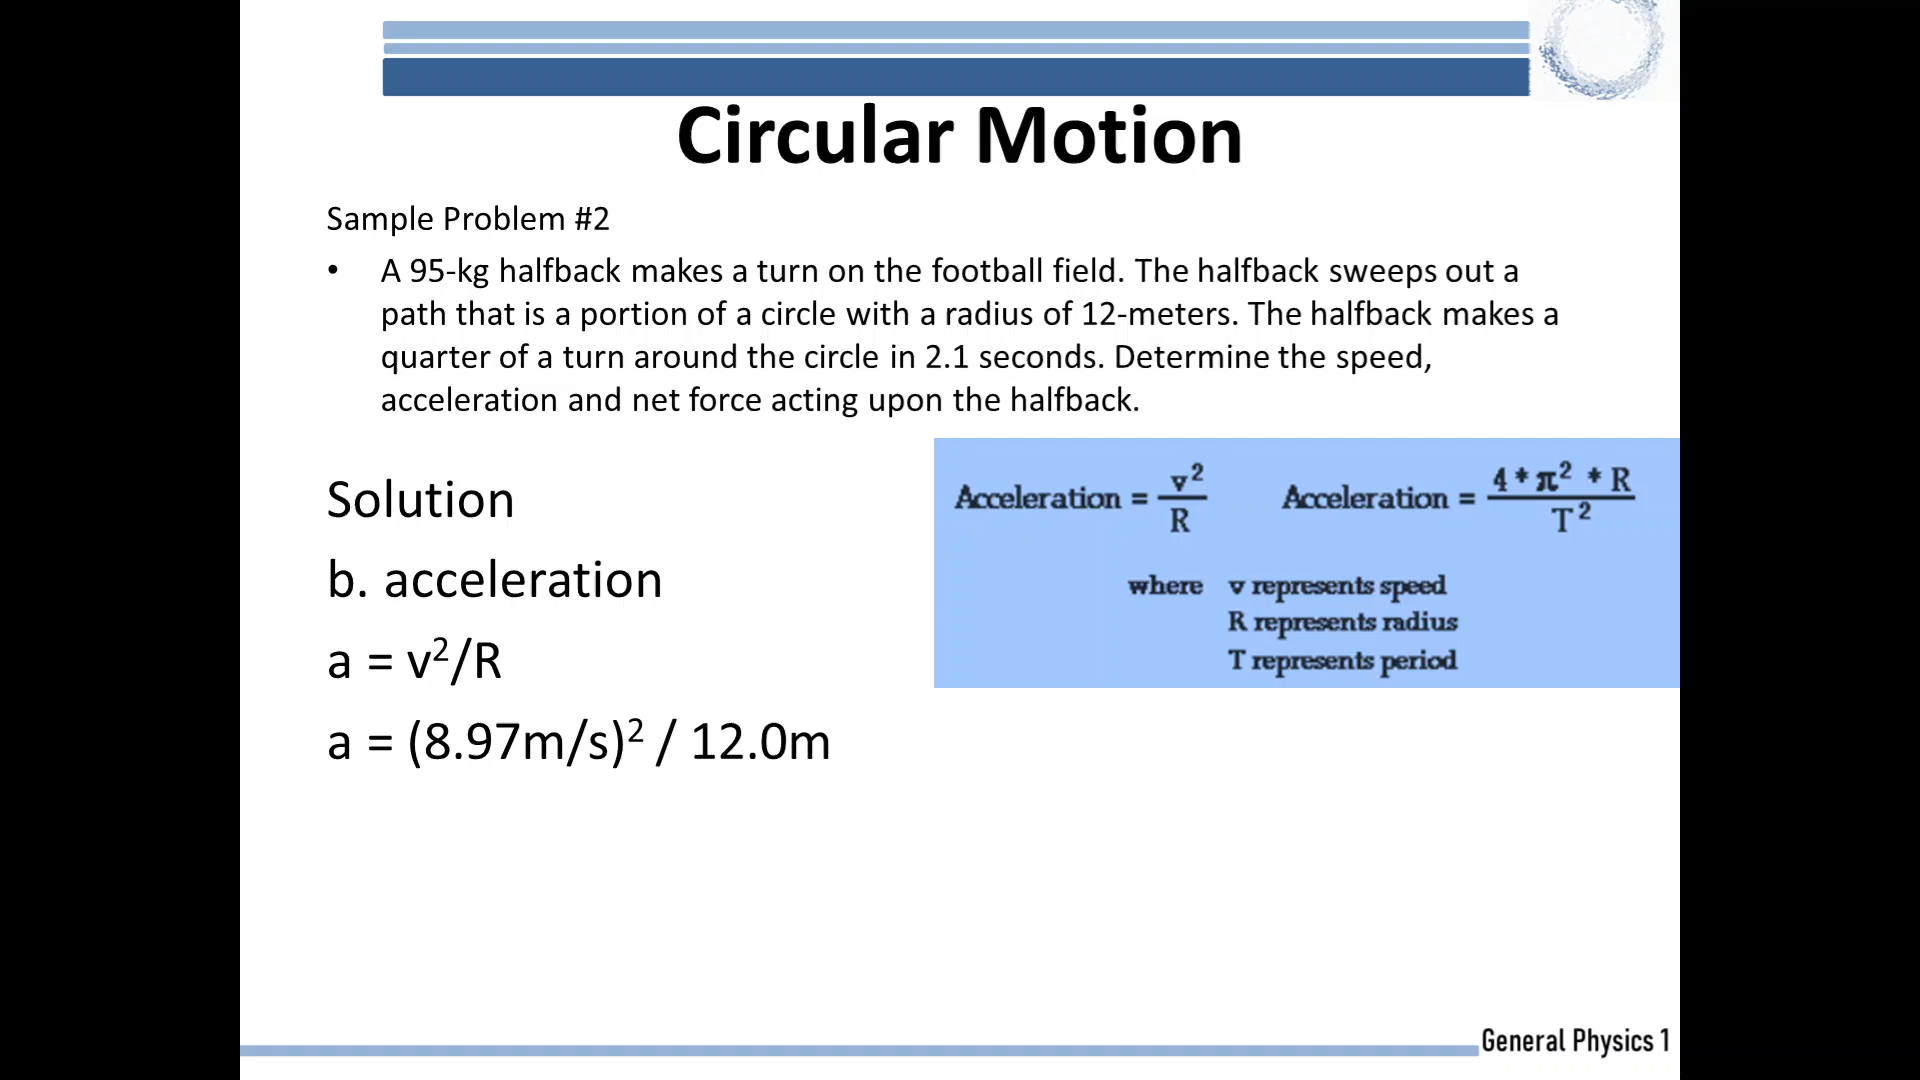 Circular Motion
Sample Problem #2
• A 95-kg halfback makes a turn on the football field. The halfback sweeps out a
path that is a portion of a circle with a radius of 12-meters. The halfback makes a
quarter of a turn around the circle in 2.1 seconds. Determine the speed,
acceleration and net force acting upon the halfback.
Solution
b. acceleration
a = v²/R
a = (8.97m/s)² / 12.0m
Acceleration = v²/R Acceleration = 4 * π² * R / T²
where v represents speed
R represents radius
T represents period
General Physics 1